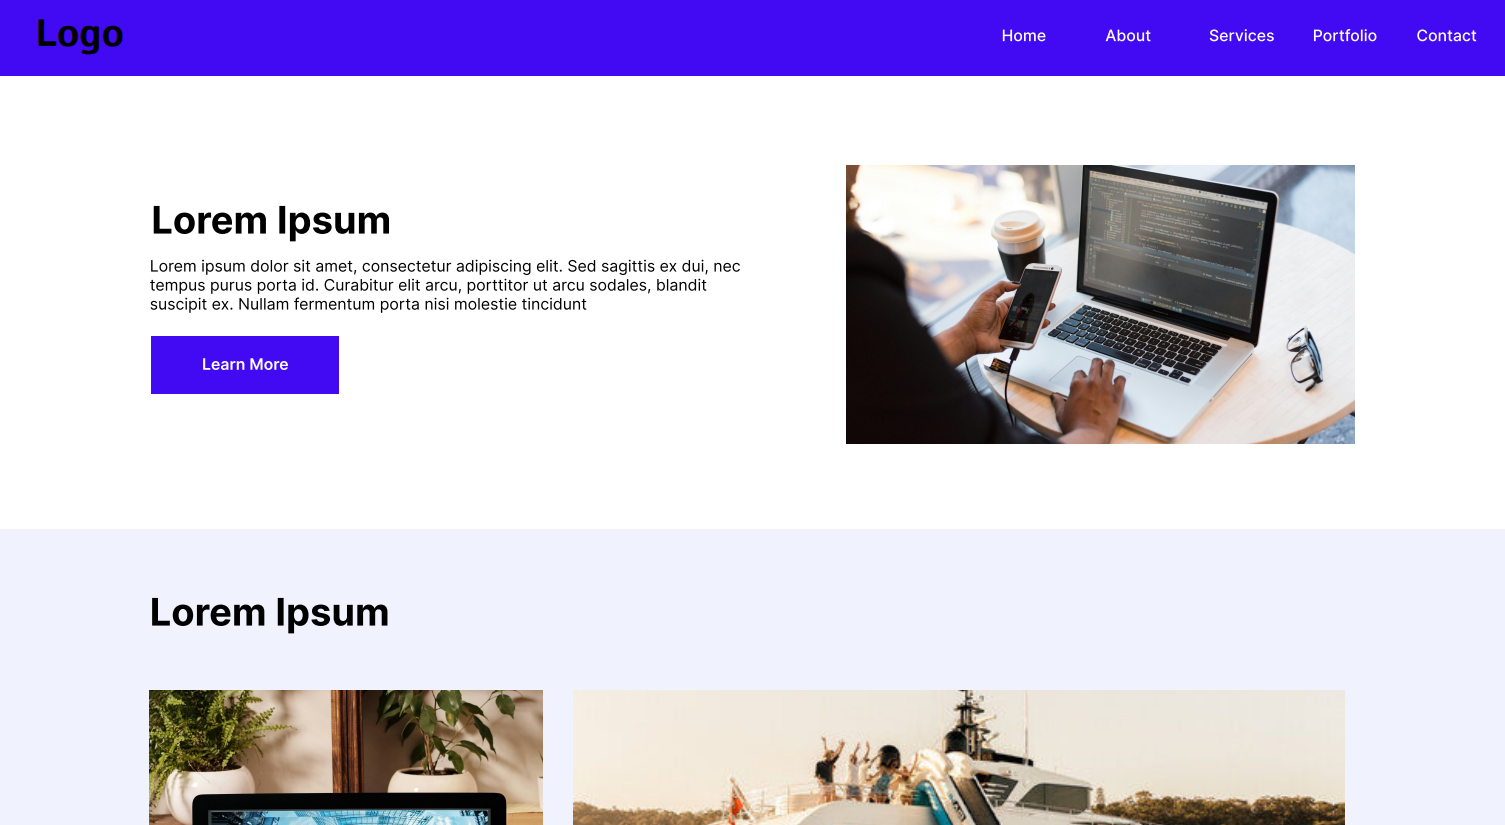 Logo
Home About Services Portfolio Contact
Lorem Ipsum
Lorem ipsum dolor sit amet, consectetur adipiscing elit. Sed sagittis ex dui, nec
tempus purus porta id. Curabitur elit arcu, porttitor ut arcu sodales, blandit
suscipit ex. Nullam fermentum porta nisi molestie tincidunt
Learn More
Lorem Ipsum